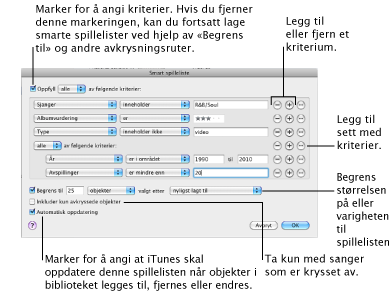 Marker for å angi kriterier. Hvis du fjerner
denne markeringen, kan du fortsatt lage
smarte spillelister ved hjelp av «Begrens
til» og andre avkrysningsruter.
Legg til
eller fjern et
kriterium.
Smart spilleliste
Oppfyll alle av følgende kriterier:
Sjanger inneholder R&B/Soul
Albumvurdering er ★★★
Type inneholder ikke video
alle av følgende kriterier:
År er i området 1990 til 2010
Avspillinger er mindre enn 20
Begrens til 25 objekter valgt etter nyligst lagt til
Inkluder kun avkryssede objekter
Automatisk oppdatering
? Avbryt OK
Legg til
sett med
kriterier.
Begrens
størrelsen
på eller
varigheten
til
spillelisten
Marker for å angi at iTunes skal
oppdatere denne spillelisten når objekter i
biblioteket legges til, fjernes eller endres.
Ta kun med sanger
som er krysset av.